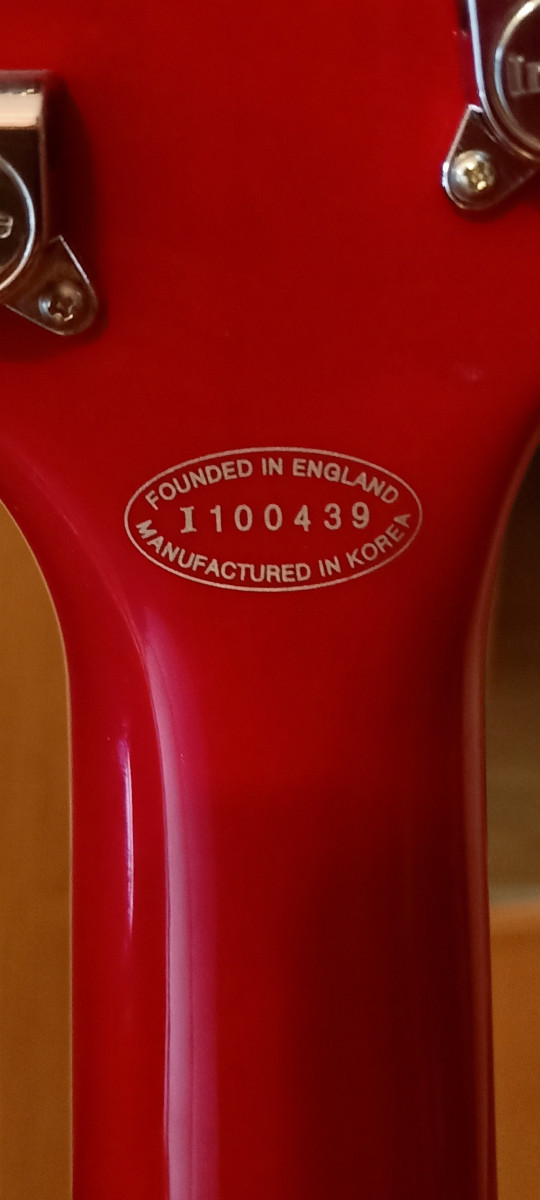 FOUNDED IN ENGLAND
I100439
MANUFACTURED IN KOREA